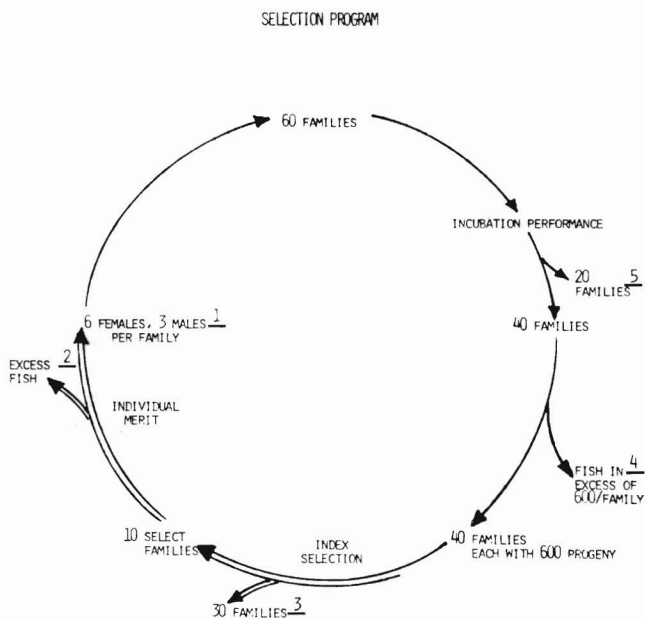 SELECTION PROGRAM
60 FAMILIES
INCUBATION PERFORMANCE
20 5
FAMILIES
40 FAMILIES
6 FEMALES, 3 MALES 1
PER FAMILY
EXCESS 2
FISH
INDIVIDUAL
MERIT
FISH IN 4
EXCESS OF
600/FAMILY
10 SELECT
FAMILIES
INDEX
SELECTION
40 FAMILIES
EACH WITH 600 PROGENY
30 FAMILIES 3